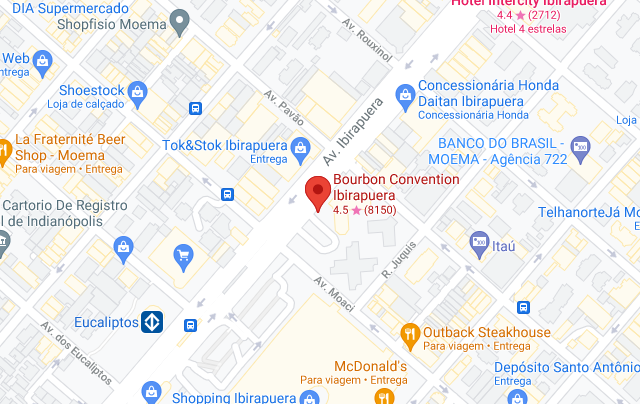 DIA Supermercado
Shopfisio Moema
Hotel Intercity Ibirapuera
4.4 ★ (2712)
Hotel 4 estrelas
Av. Rouxinol
Web
Entrega
Shoestock
Loja de calçado
Concessionária Honda
Daitan Ibirapuera
Concessionária Honda
Av. Pavão
Loja
La Fraternité Beer
Shop - Moema
Para viagem • Entrega
Tok&Stok Ibirapuera
Entrega
Av. Ibirapuera
BANCO DO BRASIL -
MOEMA - Agência 722
Bourbon Convention
Ibirapuera
4.5 ★ (8150)
Cartorio De Registro
il de Indianópolis
TelhanorteJá Mo
E
Itaú
R. Juquis
Av. Moaci
Eucaliptos
Av. dos Eucaliptos
Outback Steakhouse
Para viagem • Entrega
McDonald's
Para viagem • Entrega
Depósito Santo Antônio
Entrega
Shopping Ibirapuera